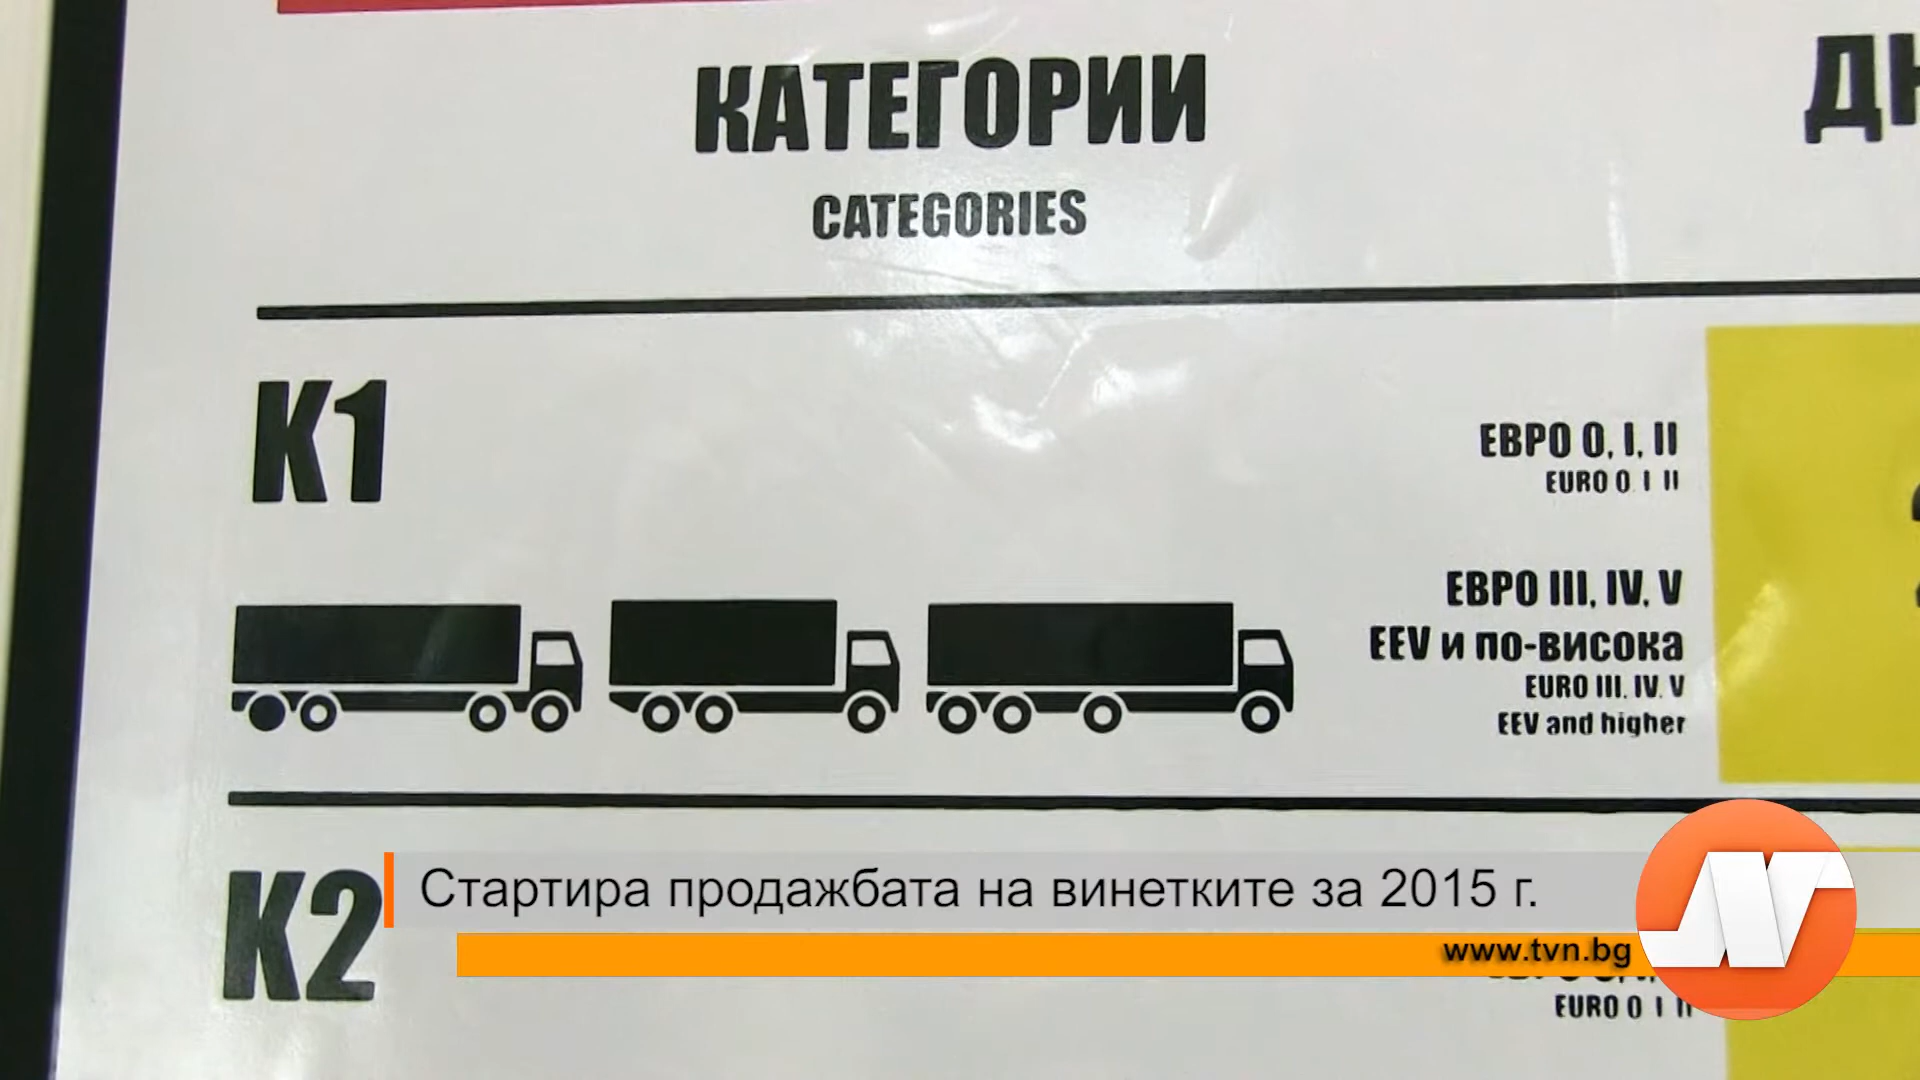 КАТЕГОРИИ
CATEGORIES
К1
ЕВРО 0, I, II
EURO 0 I II
ЕВРО III, IV, V
EEV и по-висока
EURO III. IV. V
EEV and higher
К2
Стартира продажбата на винетките за 2015 г.
www.tvn.bg
EURO 0 I II